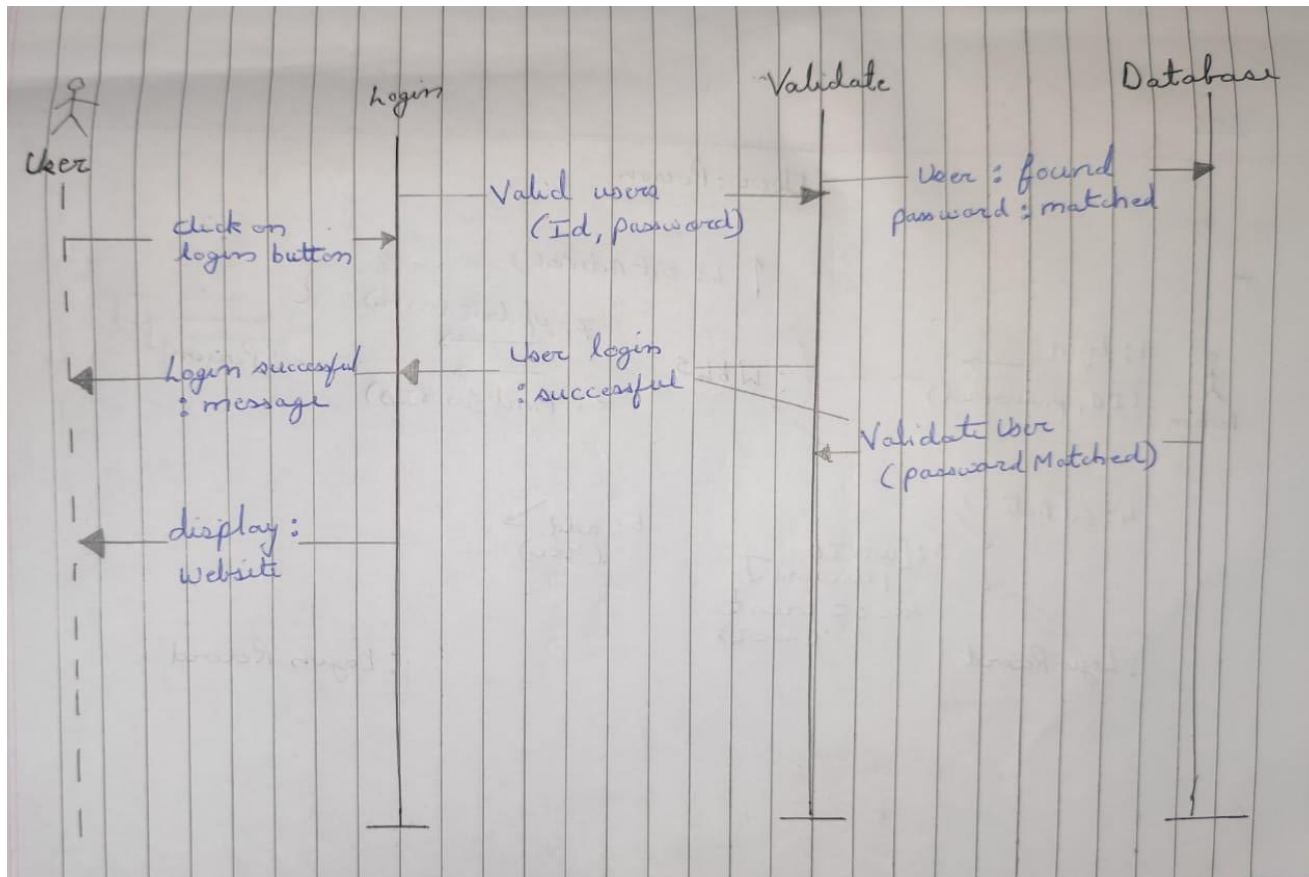 Login
Validate
Database
User
Valid users
(Id, password)
User : found
password : matched
click on
login button
Login successful
: message
User login
: successful
Validate User
(password Matched)
display :
website